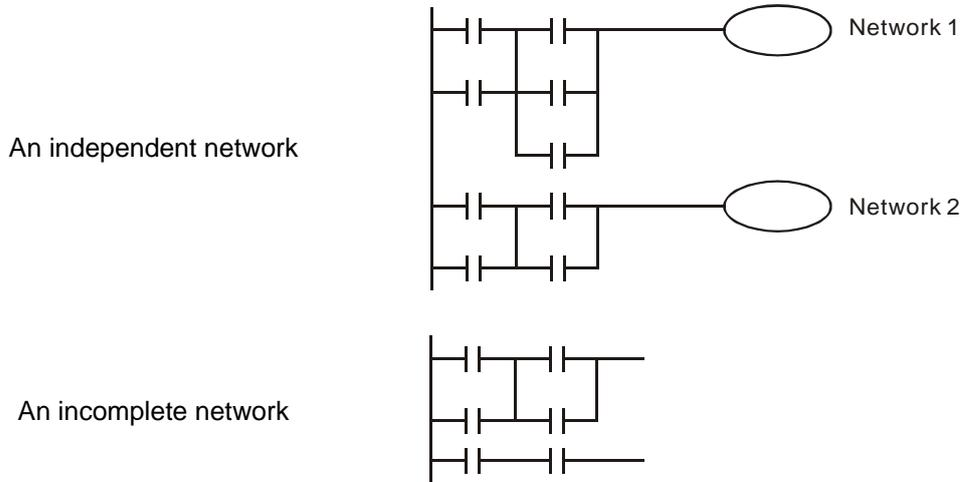 Network 1
An independent network
Network 2
An incomplete network